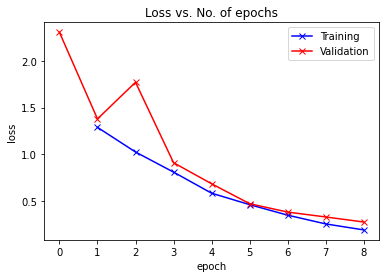 Loss vs. No. of epochs
Training
Validation
loss
2.0
1.5
1.0
0.5
0 1 2 3 4 5 6 7 8
epoch